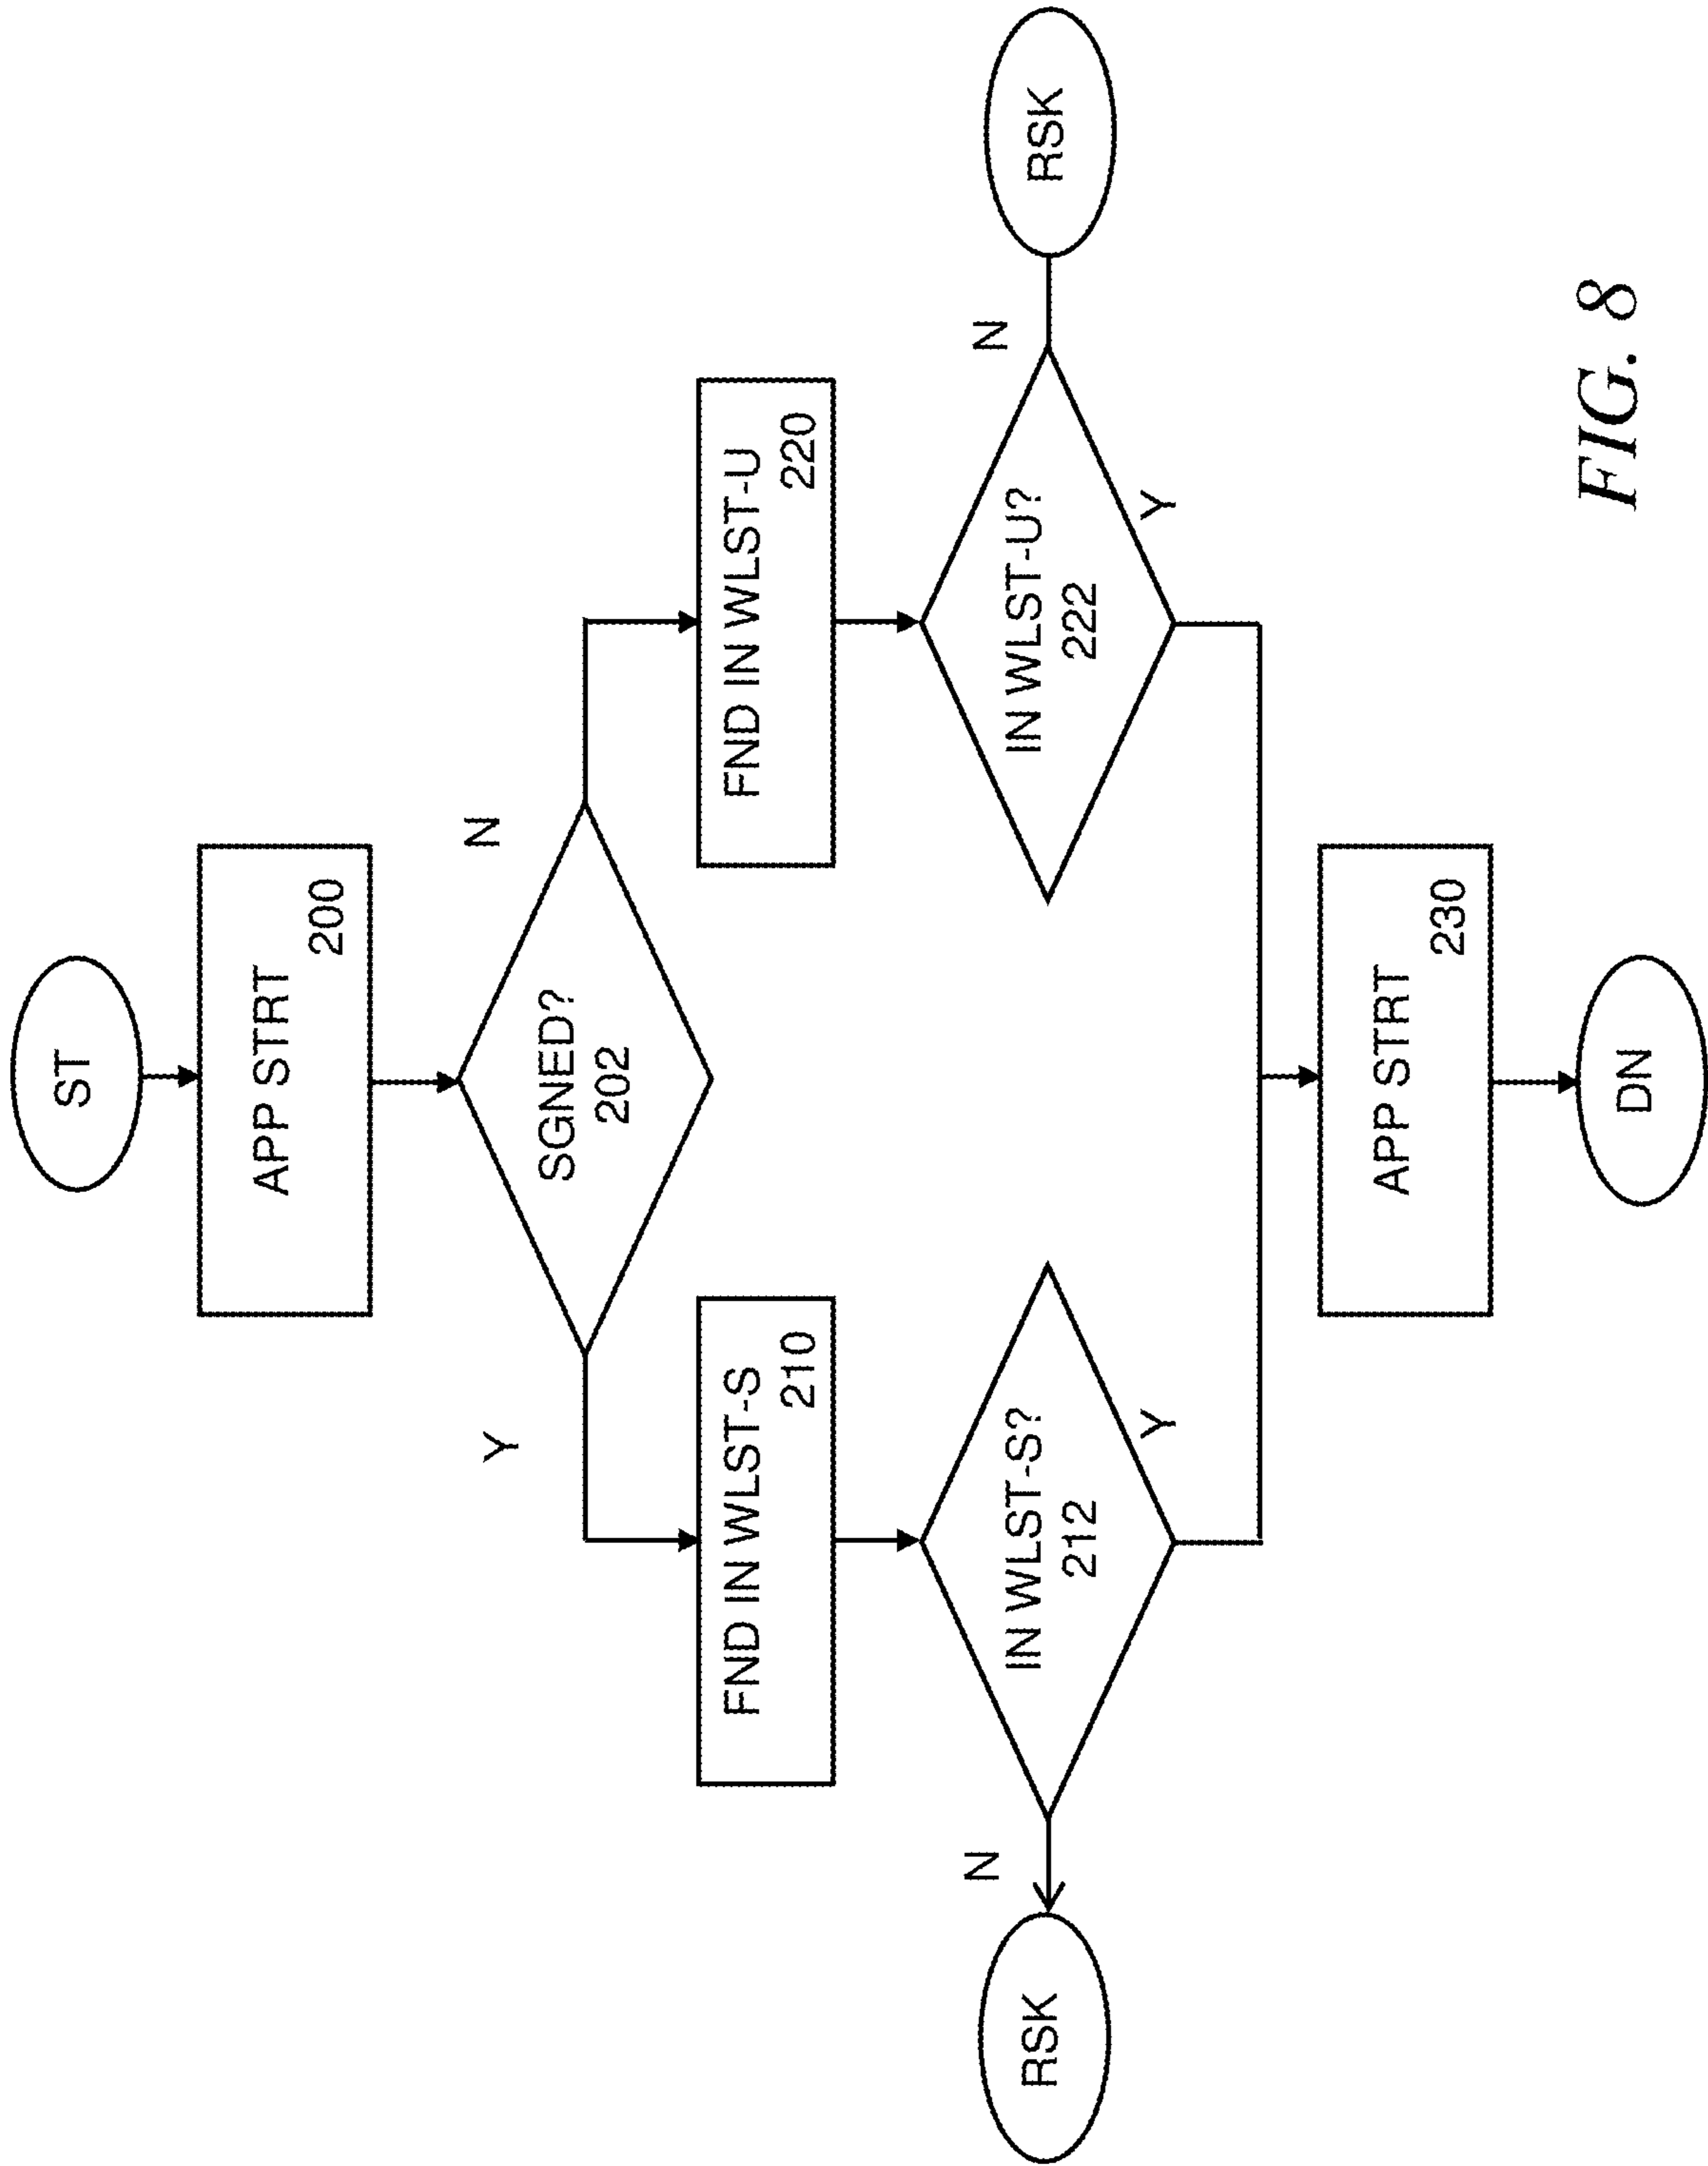 ST
APP STRT
200
SGNED?
202
Y
N
FND IN WLST-S
210
FND IN WLST-U
220
N
IN WLST-S?
212
Y
IN WLST-U?
222
Y
N
RSK
RSK
APP STRT
230
DN
FIG. 8